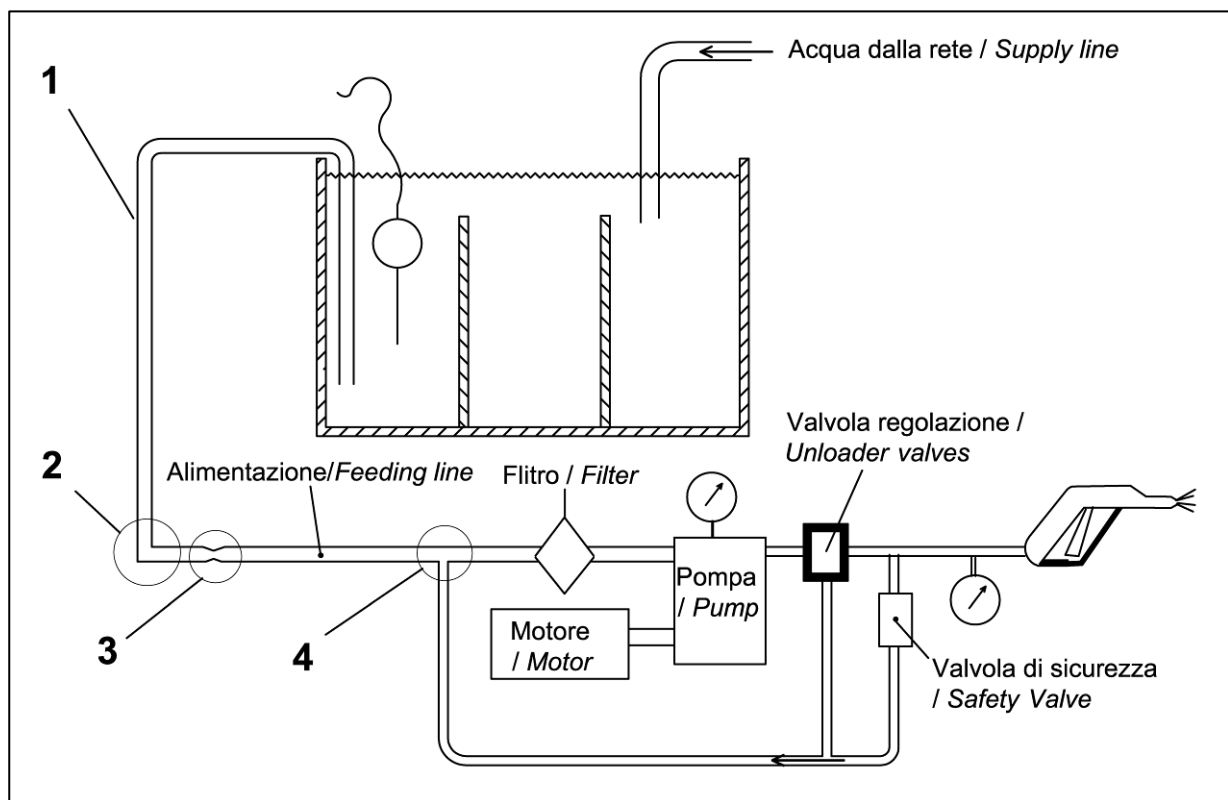 Acqua dalla rete / Supply line
1
Valvola regolazione /
Unloader valves
2
Alimentazione/Feeding line
Flitro / Filter
Pompa
/ Pump
3
4
Motore
/ Motor
Valvola di sicurezza
/ Safety Valve